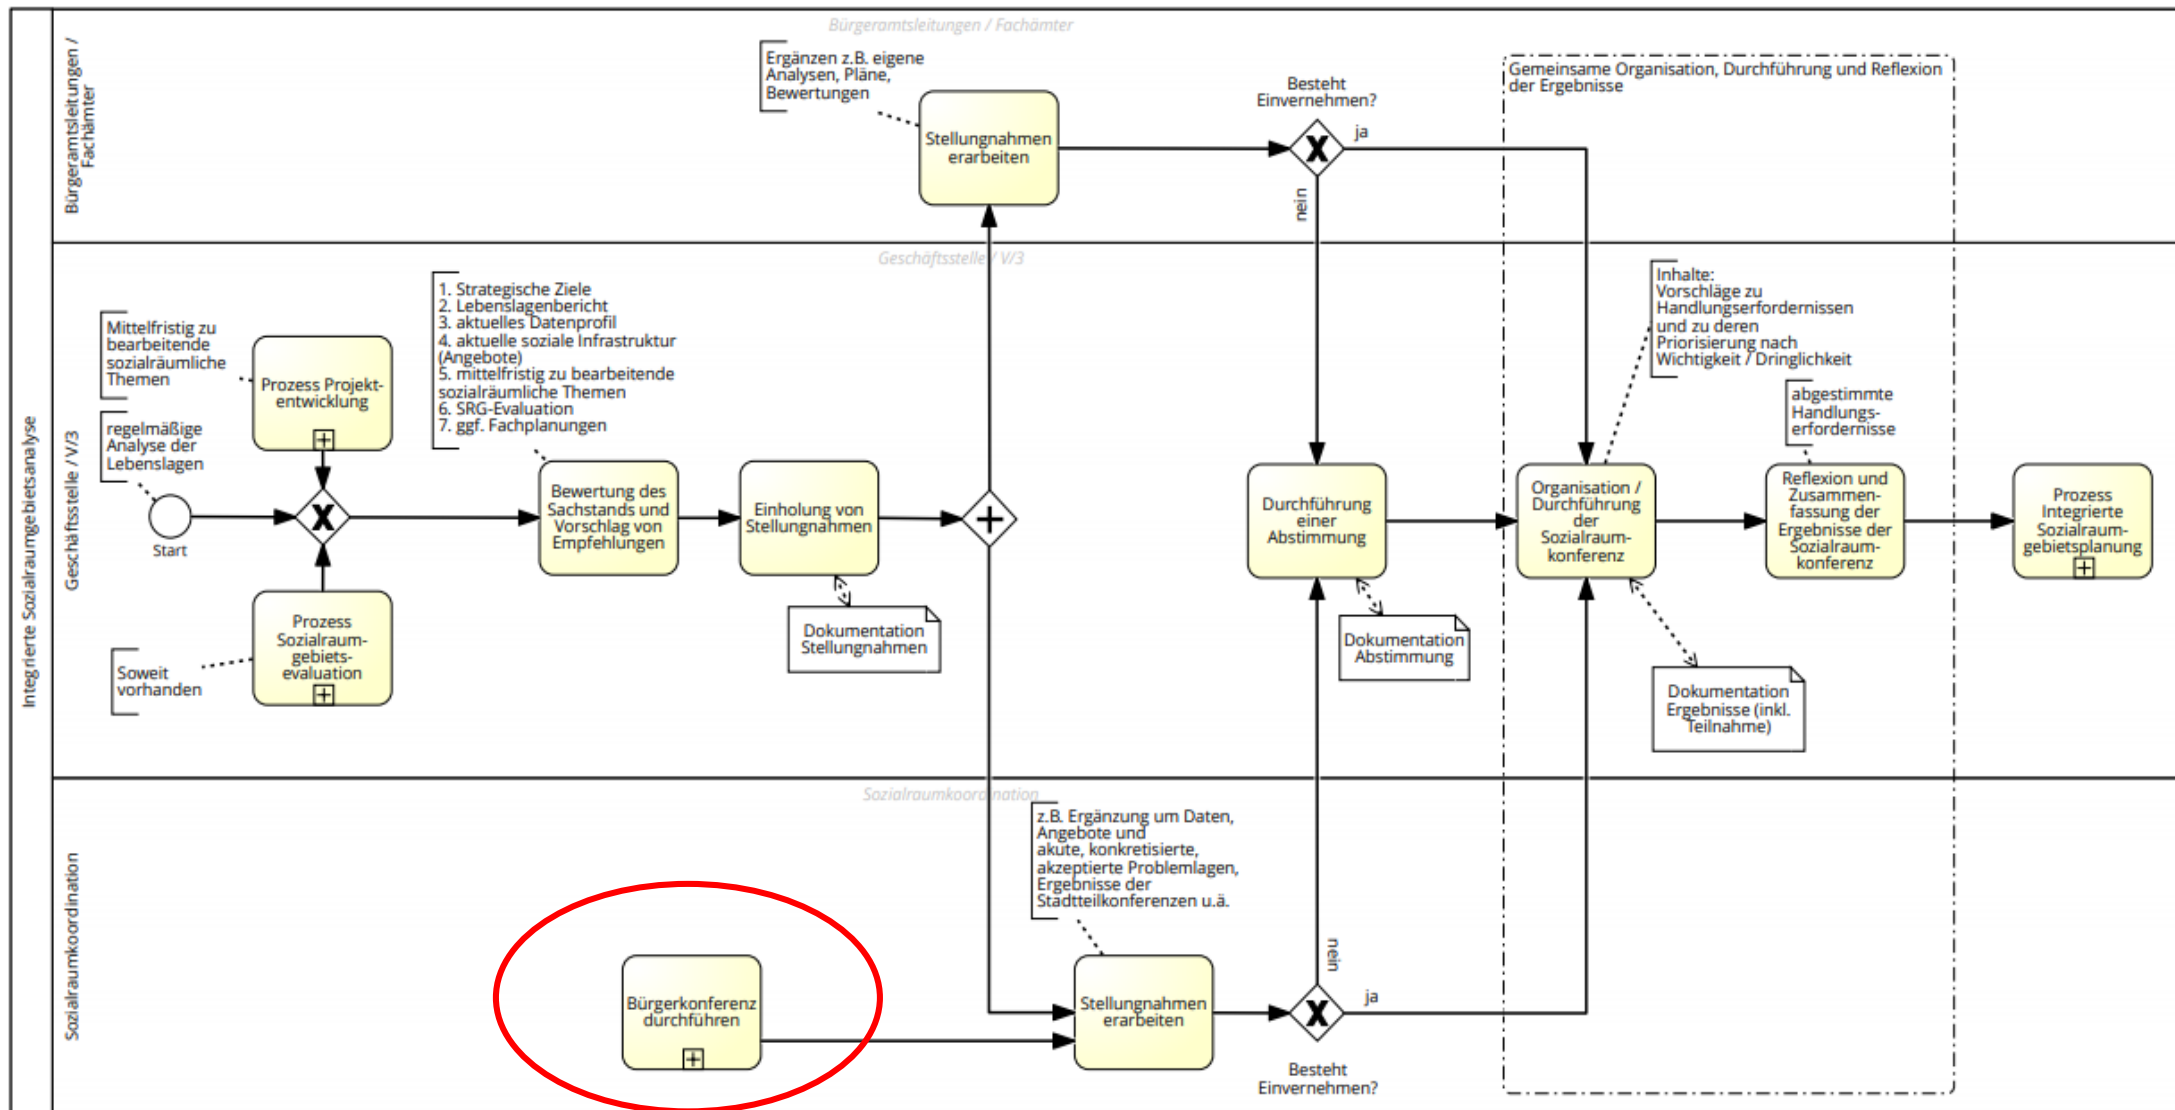 Integrierte Sozialraumgebietsanalyse
Bürgeramtsleitungen /
Fachämter
Bürgeramtsleitungen / Fachämter
Ergänzen z.B. eigene
Analysen, Pläne,
Bewertungen
Stellungnahmen
erarbeiten
Besteht
Einvernehmen?
ja
nein
Gemeinsame Organisation, Durchführung und Reflexion
der Ergebnisse
Geschäftsstelle / V/3
Geschäftsstelle / V/3
Mittelfristig zu
bearbeitende
sozialräumliche
Themen
Prozess Projekt-
entwicklung
regelmäßige
Analyse der
Lebenslagen
Start
Prozess
Sozialraum-
gebiets-
evaluation
Soweit
vorhanden
1. Strategische Ziele
2. Lebenslagenbericht
3. aktuelles Datenprofil
4. aktuelle soziale Infrastruktur
(Angebote)
5. mittelfristig zu bearbeitende
sozialräumliche Themen
6. SRG-Evaluation
7. ggf. Fachplanungen
Bewertung des
Sachstands und
Vorschlag von
Empfehlungen
Einholung von
Stellungnahmen
Dokumentation
Stellungnahmen
Durchführung
einer
Abstimmung
Dokumentation
Abstimmung
Inhalte:
Vorschläge zu
Handlungserfordernissen
und zu deren
Priorisierung nach
Wichtigkeit / Dringlichkeit
Organisation /
Durchführung
der
Sozialraum-
konferenz
Dokumentation
Ergebnisse (inkl.
Teilnahme)
abgestimmte
Handlungs-
erfordernisse
Reflexion und
Zusammen-
fassung der
Ergebnisse der
Sozialraum-
konferenz
Prozess
Integrierte
Sozialraum-
gebietsplanung
Sozialraumkoordination
Sozialraumkoordination
Bürgerkonferenz
durchführen
z.B. Ergänzung um Daten,
Angebote und
akute, konkretisierte,
akzeptierte Problemlagen,
Ergebnisse der
Stadtteilkonferenzen u.ä.
Stellungnahmen
erarbeiten
nein
ja
Besteht
Einvernehmen?